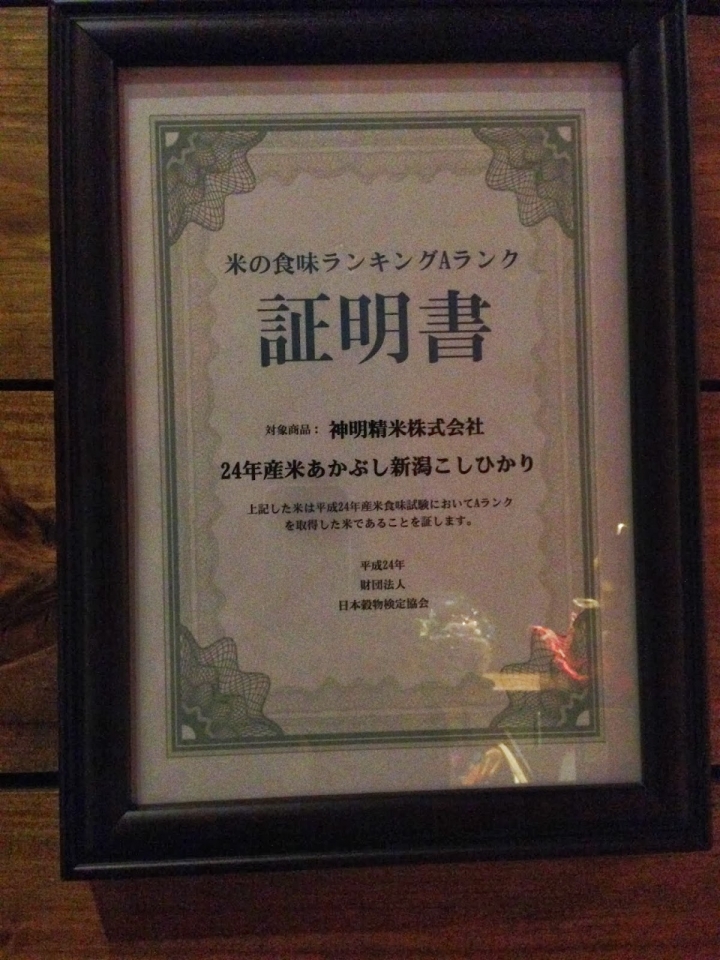 米の食味ランキングAランク
証明書
対象商品： 神明精米株式会社
24年産米あかぶし新潟こしひかり
上記した米は平成24年産米食味試験においてAランク
を取得した米であることを証します。
平成24年
財団法人
日本穀物検定協会